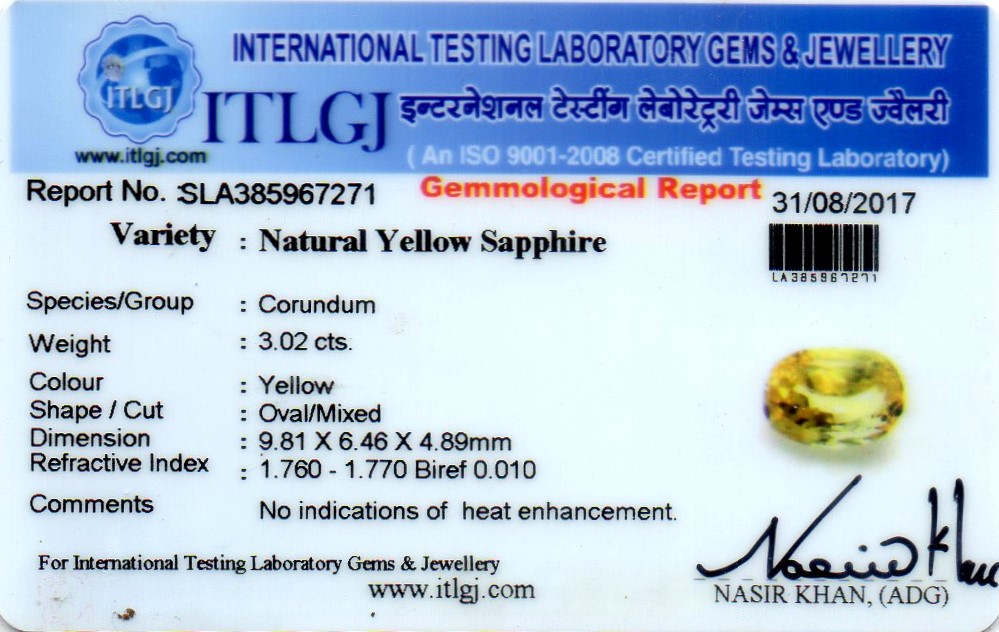 INTERNATIONAL TESTING LABORATORY GEMS & JEWELLERY
ITLGJ
ITLGJ इन्टरनेशनल टेस्टींग लेबोरेट्ररी जेम्स एण्ड ज्वैलरी
www.itlgj.com
( An ISO 9001-2008 Certified Testing Laboratory)
Report No. :SLA385967271
Gemmological Report
31/08/2017
Variety : Natural Yellow Sapphire
LA385967271
Species/Group : Corundum
Weight : 3.02 cts.
Colour : Yellow
Shape / Cut : Oval/Mixed
Dimension : 9.81 X 6.46 X 4.89mm
Refractive Index : 1.760 - 1.770 Biref 0.010
Comments No indications of heat enhancement.
For International Testing Laboratory Gems & Jewellery
www.itlgj.com
Nasir Khan
NASIR KHAN, (ADG)